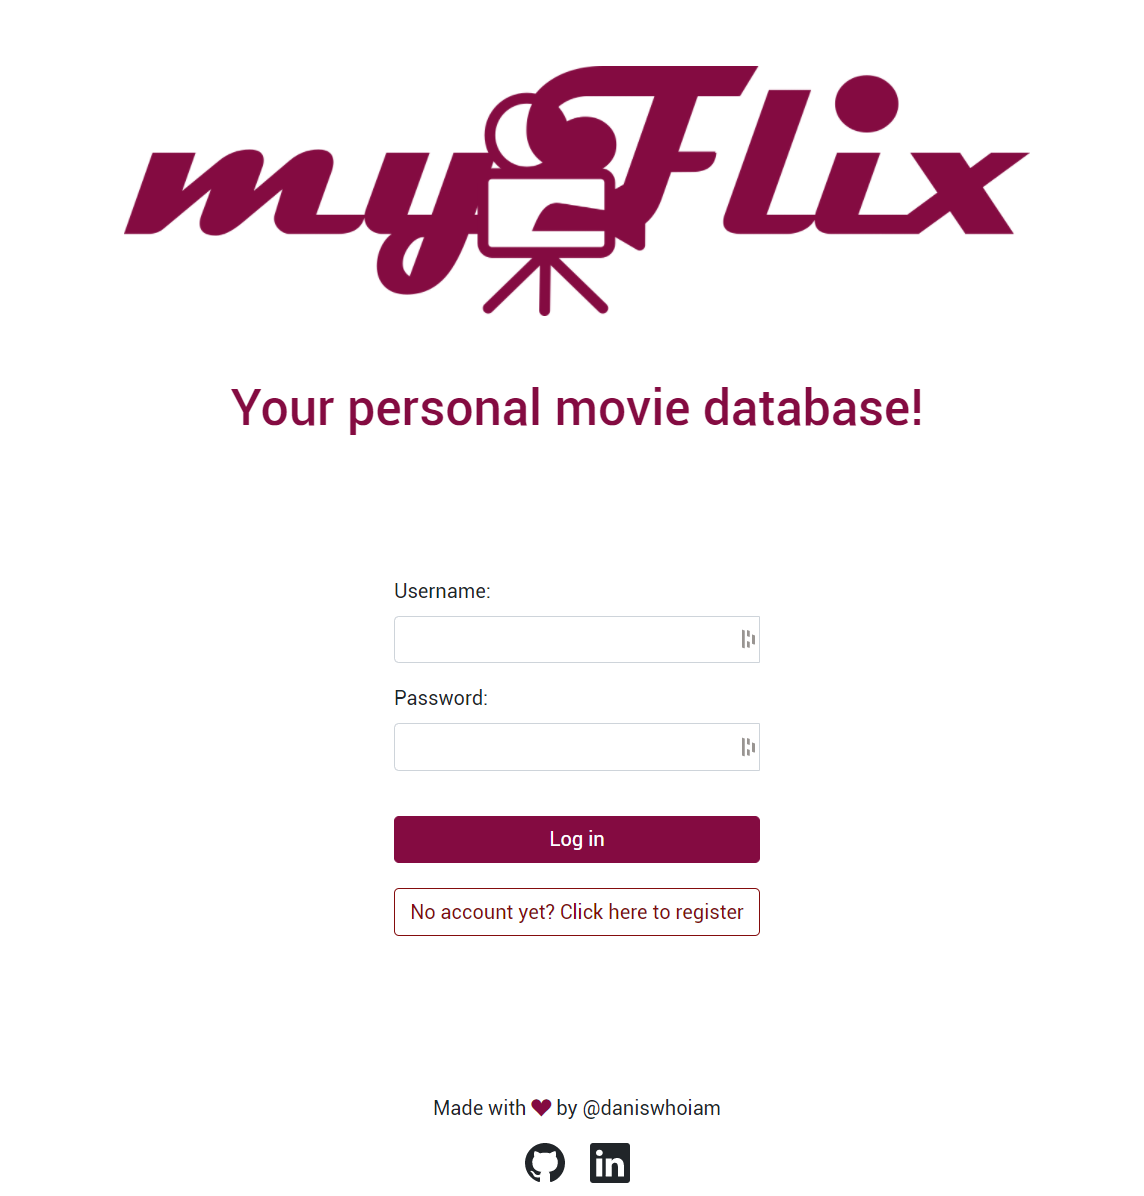 myFlix
Your personal movie database!
Username:
Password:
Log in
No account yet? Click here to register
Made with ❤ by @daniswhoiam
in